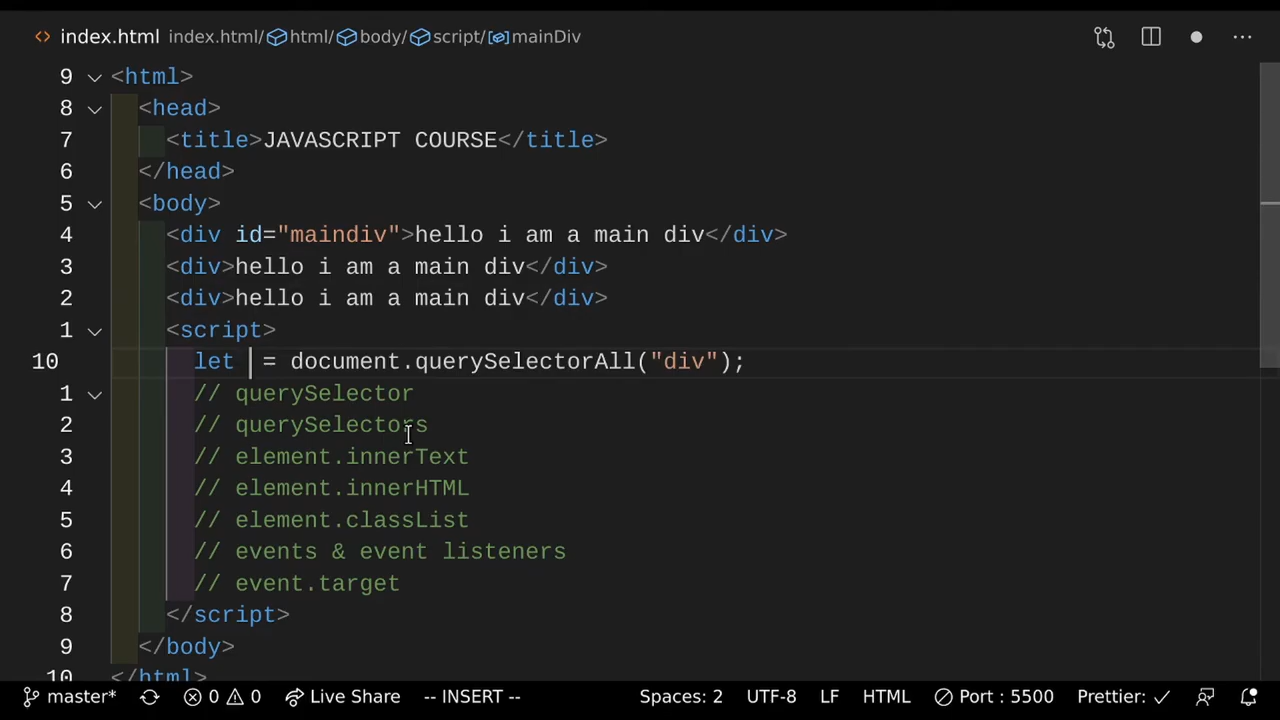 index.html index.html/html/body/script/mainDiv
9 <html>
8 <head>
7 <title>JAVASCRIPT COURSE</title>
6 </head>
5 <body>
4 <div id="maindiv">hello i am a main div</div>
3 <div>hello i am a main div</div>
2 <div>hello i am a main div</div>
1 <script>
10 let  = document.querySelectorAll("div");
1 // querySelector
2 // querySelectors
3 // element.innerText
4 // element.innerHTML
5 // element.classList
6 // events & event listeners
7 // event.target
8 </script>
9 </body>
10 </html>
master* 0 0 Live Share -- INSERT -- Spaces: 2 UTF-8 LF HTML Port : 5500 Prettier: